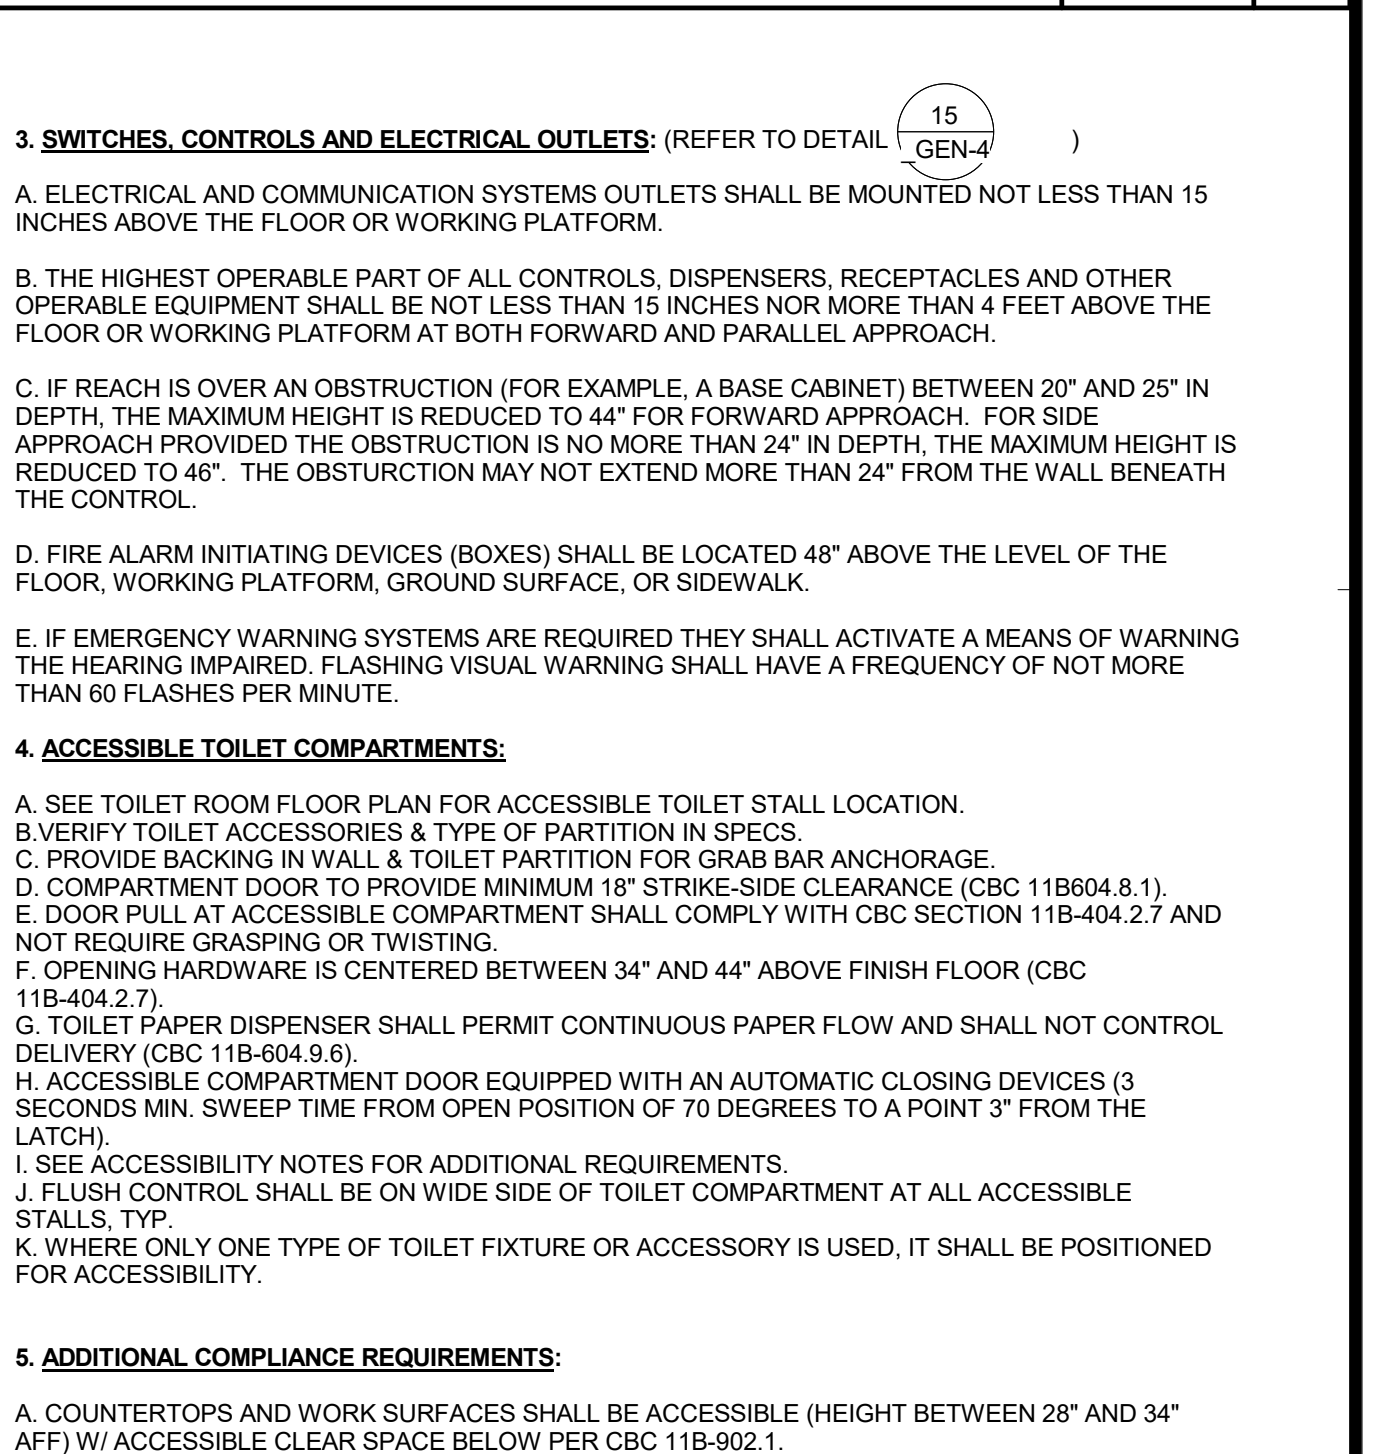 3. SWITCHES, CONTROLS AND ELECTRICAL OUTLETS: (REFER TO DETAIL 15 _GEN-4 )
A. ELECTRICAL AND COMMUNICATION SYSTEMS OUTLETS SHALL BE MOUNTED NOT LESS THAN 15
INCHES ABOVE THE FLOOR OR WORKING PLATFORM.
B. THE HIGHEST OPERABLE PART OF ALL CONTROLS, DISPENSERS, RECEPTACLES AND OTHER
OPERABLE EQUIPMENT SHALL BE NOT LESS THAN 15 INCHES NOR MORE THAN 4 FEET ABOVE THE
FLOOR OR WORKING PLATFORM AT BOTH FORWARD AND PARALLEL APPROACH.
C. IF REACH IS OVER AN OBSTRUCTION (FOR EXAMPLE, A BASE CABINET) BETWEEN 20" AND 25" IN
DEPTH, THE MAXIMUM HEIGHT IS REDUCED TO 44" FOR FORWARD APPROACH.  FOR SIDE
APPROACH PROVIDED THE OBSTRUCTION IS NO MORE THAN 24" IN DEPTH, THE MAXIMUM HEIGHT IS
REDUCED TO 46".  THE OBSTURCTION MAY NOT EXTEND MORE THAN 24" FROM THE WALL BENEATH
THE CONTROL.
D. FIRE ALARM INITIATING DEVICES (BOXES) SHALL BE LOCATED 48" ABOVE THE LEVEL OF THE
FLOOR, WORKING PLATFORM, GROUND SURFACE, OR SIDEWALK.
E. IF EMERGENCY WARNING SYSTEMS ARE REQUIRED THEY SHALL ACTIVATE A MEANS OF WARNING
THE HEARING IMPAIRED. FLASHING VISUAL WARNING SHALL HAVE A FREQUENCY OF NOT MORE
THAN 60 FLASHES PER MINUTE.
4. ACCESSIBLE TOILET COMPARTMENTS:
A. SEE TOILET ROOM FLOOR PLAN FOR ACCESSIBLE TOILET STALL LOCATION.
B.VERIFY TOILET ACCESSORIES & TYPE OF PARTITION IN SPECS.
C. PROVIDE BACKING IN WALL & TOILET PARTITION FOR GRAB BAR ANCHORAGE.
D. COMPARTMENT DOOR TO PROVIDE MINIMUM 18" STRIKE-SIDE CLEARANCE (CBC 11B604.8.1).
E. DOOR PULL AT ACCESSIBLE COMPARTMENT SHALL COMPLY WITH CBC SECTION 11B-404.2.7 AND
NOT REQUIRE GRASPING OR TWISTING.
F. OPENING HARDWARE IS CENTERED BETWEEN 34" AND 44" ABOVE FINISH FLOOR (CBC
11B-404.2.7).
G. TOILET PAPER DISPENSER SHALL PERMIT CONTINUOUS PAPER FLOW AND SHALL NOT CONTROL
DELIVERY (CBC 11B-604.9.6).
H. ACCESSIBLE COMPARTMENT DOOR EQUIPPED WITH AN AUTOMATIC CLOSING DEVICES (3
SECONDS MIN. SWEEP TIME FROM OPEN POSITION OF 70 DEGREES TO A POINT 3" FROM THE
LATCH).
I. SEE ACCESSIBILITY NOTES FOR ADDITIONAL REQUIREMENTS.
J. FLUSH CONTROL SHALL BE ON WIDE SIDE OF TOILET COMPARTMENT AT ALL ACCESSIBLE
STALLS, TYP.
K. WHERE ONLY ONE TYPE OF TOILET FIXTURE OR ACCESSORY IS USED, IT SHALL BE POSITIONED
FOR ACCESSIBILITY.
5. ADDITIONAL COMPLIANCE REQUIREMENTS:
A. COUNTERTOPS AND WORK SURFACES SHALL BE ACCESSIBLE (HEIGHT BETWEEN 28" AND 34"
AFF) W/ ACCESSIBLE CLEAR SPACE BELOW PER CBC 11B-902.1.